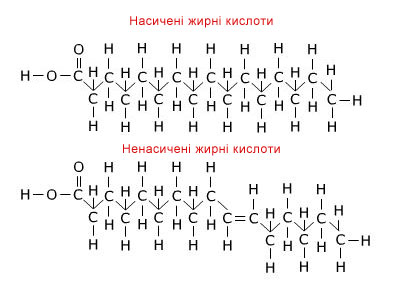 Насичені жирні кислоти
O H H H H H H H
H O C H C H C H C H C H C H C H C H
C H C H C H C H C H C H C H C H
H H H H H H H H
Ненасичені жирні кислоти
O H H H H H H H
H O C H C H C H C H C H C H C H
C H C H C H C H C = C C H C H C H
H H H H H H H